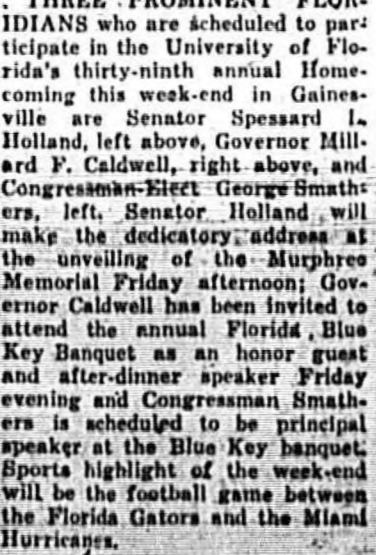 . THREE PROMINENT FLOR-
IDIANS who are scheduled to par-
ticipate in the University of Flo-
rida's thirty-ninth annual Home-
coming this week-end in Gaines-
ville are Senator Spessard L.
Holland, left above, Governor Mill-
ard F. Caldwell, right above, and
Congressman-Elect George Smath-
ers, left. Senator Holland will
make the dedicatory address at
the unveiling of the Murphree
Memorial Friday afternoon; Gov-
ernor Caldwell has been invited to
attend the annual Florida Blue
Key Banquet as an honor guest
and after-dinner speaker Friday
evening and Congressman Smath-
ers is scheduled to be principal
speaker at the Blue Key banquet.
Sports highlight of the week-end
will be the football game between
the Florida Gators and the Miami
Hurricanes.